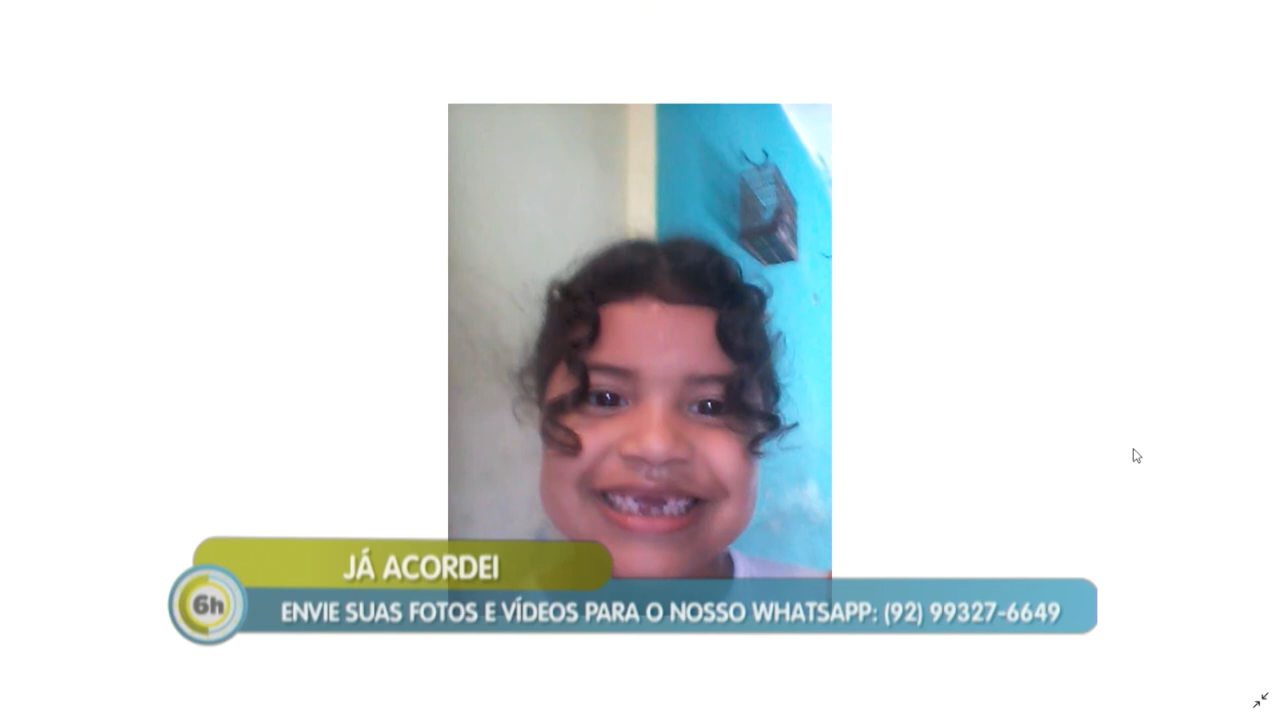 JÁ ACORDEI
6h
ENVIE SUAS FOTOS E VÍDEOS PARA O NOSSO WHATSAPP: (92) 99327-6649